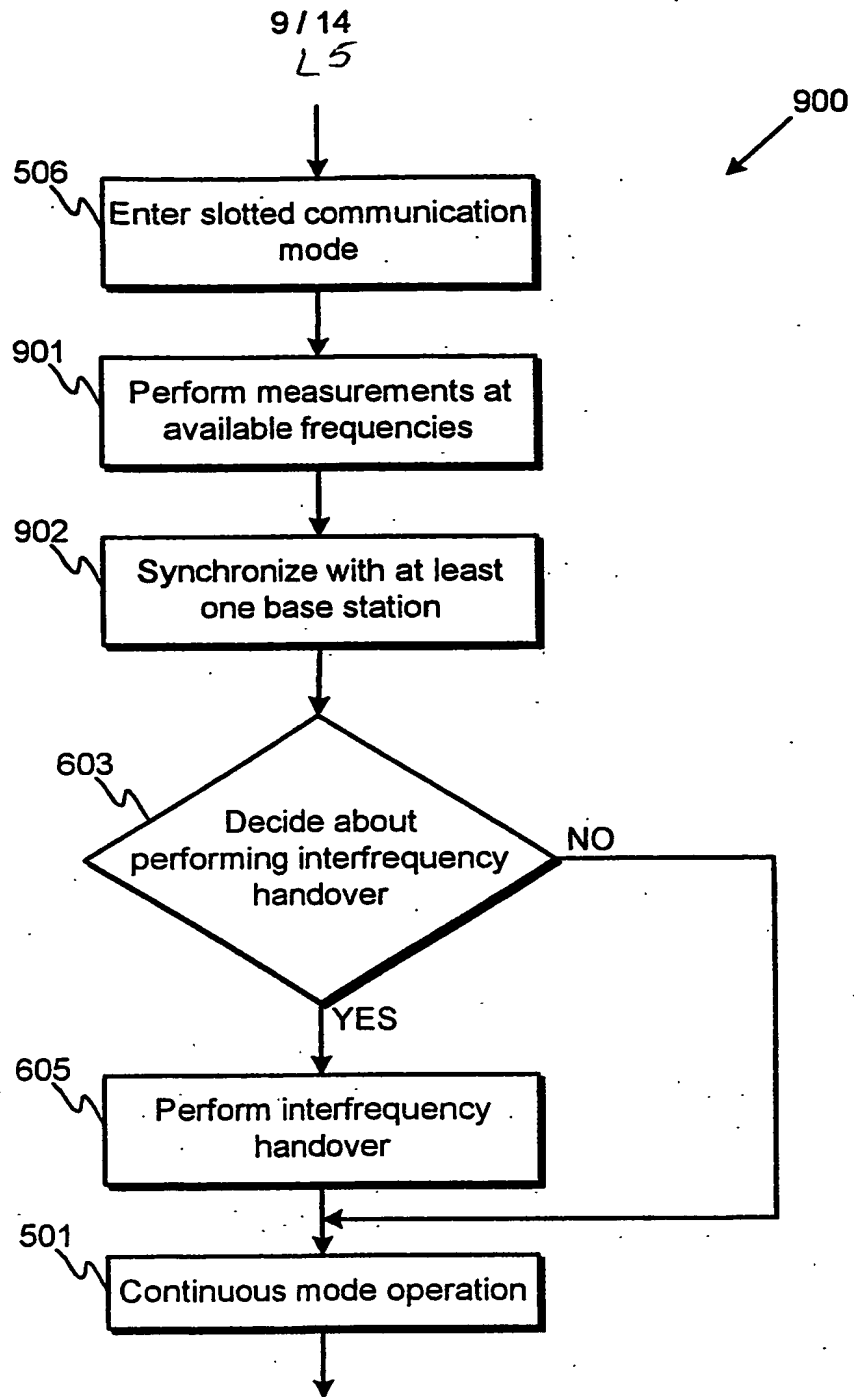 9 / 14
L5
900
506
Enter slotted communication
mode
901
Perform measurements at
available frequencies
902
Synchronize with at least
one base station
603
Decide about
performing interfrequency
handover
NO
YES
605
Perform interfrequency
handover
501
Continuous mode operation